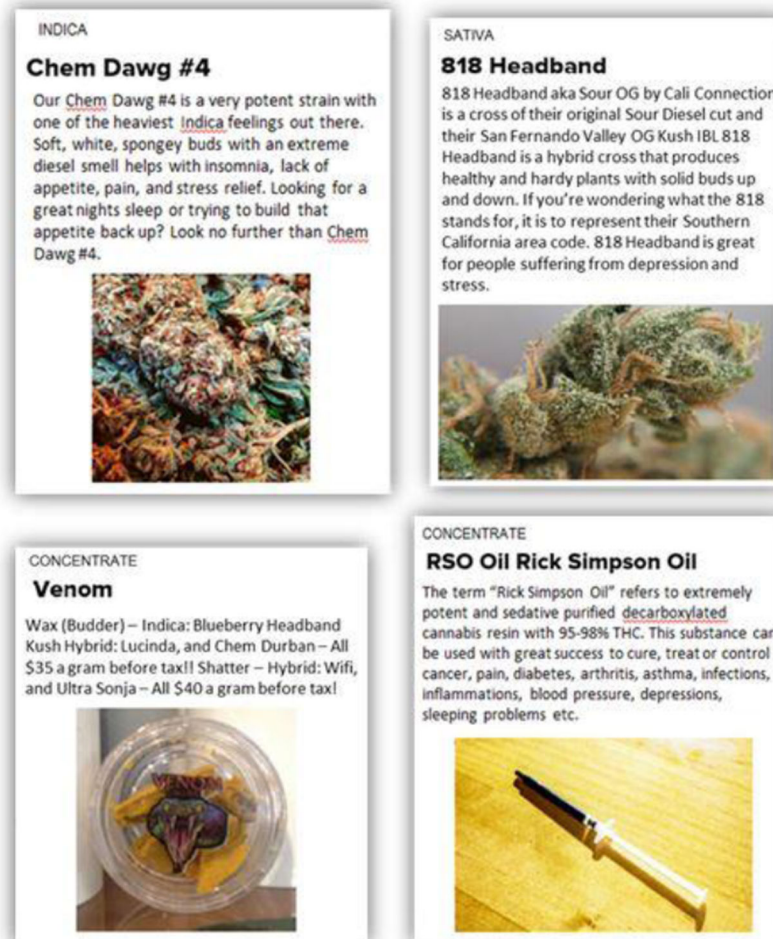 INDICA
Chem Dawg #4
Our Chem Dawg #4 is a very potent strain with
one of the heaviest Indica feelings out there.
Soft, white, spongey buds with an extreme
diesel smell helps with insomnia, lack of
appetite, pain, and stress relief. Looking for a
great nights sleep or trying to build that
appetite back up? Look no further than Chem
Dawg #4.
SATIVA
818 Headband
818 Headband aka Sour OG by Cali Connection
is a cross of their original Sour Diesel cut and
their San Fernando Valley OG Kush IBL 818
Headband is a hybrid cross that produces
healthy and hardy plants with solid buds up
and down. If you're wondering what the 818
stands for, it is to represent their Southern
California area code. 818 Headband is great
for people suffering from depression and
stress.
CONCENTRATE
Venom
Wax (Budder) – Indica: Blueberry Headband
Kush Hybrid: Lucinda, and Chem Durban – All
$35 a gram before tax!! Shatter – Hybrid: Wifi,
and Ultra Sonja – All $40 a gram before tax!
VENOM
CONCENTRATE
RSO Oil Rick Simpson Oil
The term “Rick Simpson Oil” refers to extremely
potent and sedative purified decarboxylated
cannabis resin with 95-98% THC. This substance can
be used with great success to cure, treat or control
cancer, pain, diabetes, arthritis, asthma, infections,
inflammations, blood pressure, depressions,
sleeping problems etc.